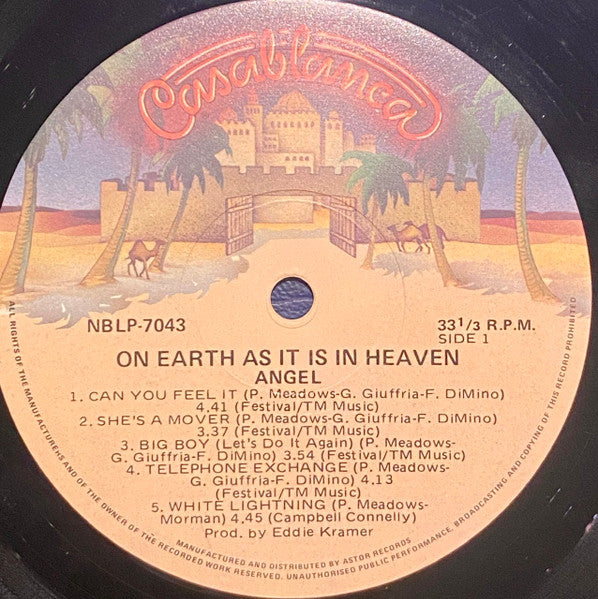 Casablanca
NBLP-7043
33 1/3 R.P.M.
SIDE 1
ON EARTH AS IT IS IN HEAVEN
ANGEL
1. CAN YOU FEEL IT (P. Meadows-G. Giuffria-F. DiMino)
4.41 (Festival/TM Music)
2. SHE'S A MOVER (P. Meadows-G. Giuffria-F. DiMino)
3.37 (Festival/TM Music)
3. BIG BOY (Let's Do It Again) (P. Meadows-
G. Giuffria-F. DiMino) 3.54 (Festival/TM Music)
4. TELEPHONE EXCHANGE (P. Meadows-
G. Giuffria-F. DiMino) 4.13
(Festival/TM Music)
5. WHITE LIGHTNING (P. Meadows-
Morman) 4.45 (Campbell Connelly)
Prod. by Eddie Kramer
MANUFACTURED AND DISTRIBUTED BY ASTOR RECORDS
ALL RIGHTS OF THE MANUFACTURERHS AND OF THE OWNER OF THE RECORDED WORK RESERVED. UNAUTHORISED PUBLIC PERFORMANCE, BROADCASTING AND COPYING OF THIS RECORD PROHIBITED